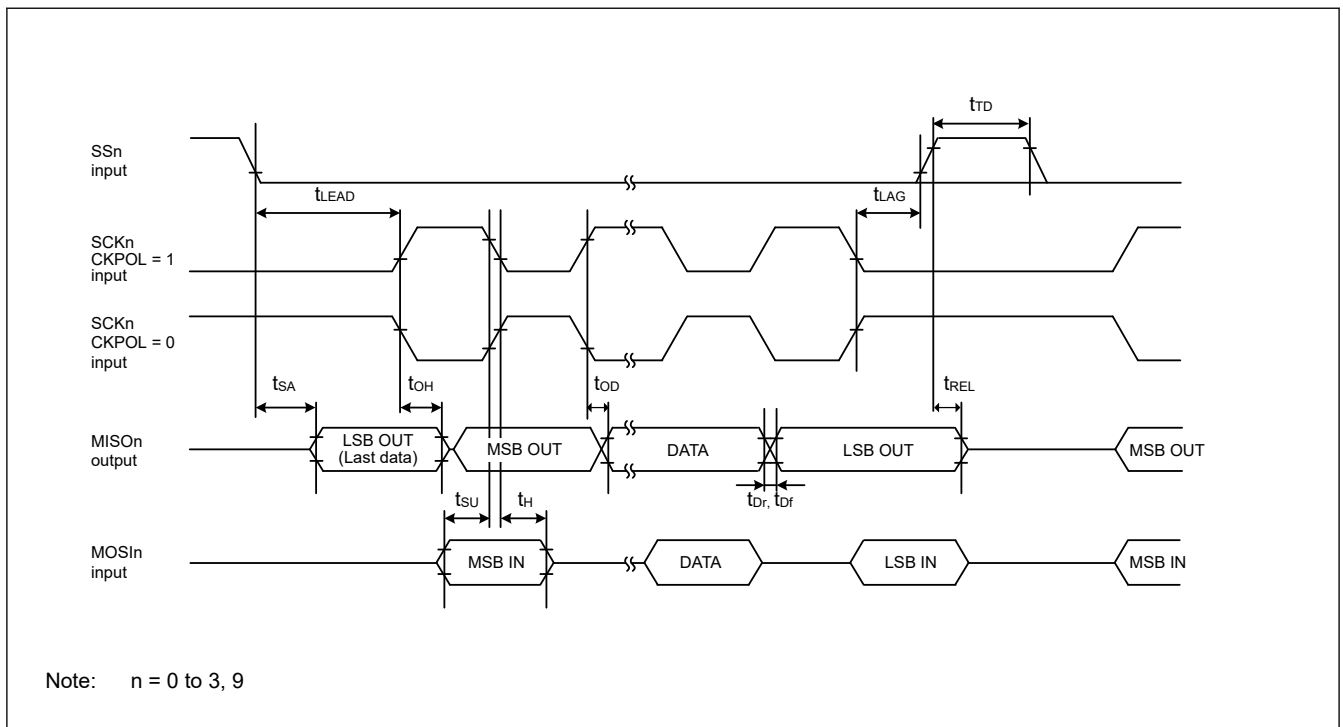 tTD
SSn
input
tLEAD
tLAG
SCKn
CKPOL = 1
input
SCKn
CKPOL = 0
input
tSA
tOH
tOD
tREL
MISOn
output
LSB OUT
(Last data)
MSB OUT
DATA
LSB OUT
MSB OUT
tSU
tH
tDr, tDf
MOSIn
input
MSB IN
DATA
LSB IN
MSB IN
Note: n = 0 to 3, 9